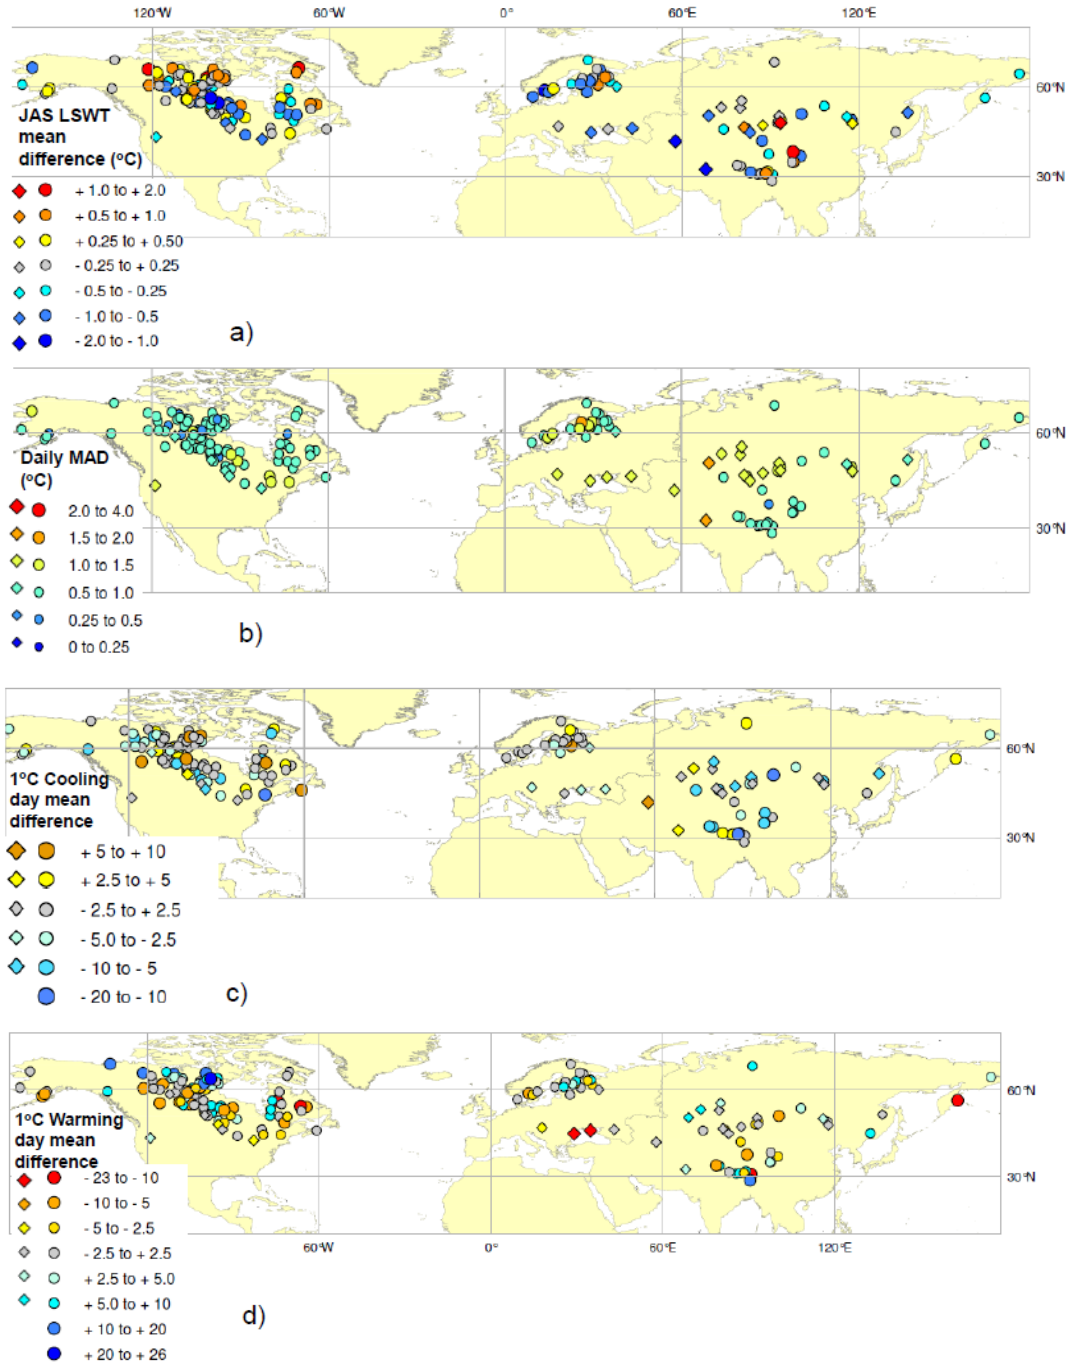 120°W 60°W 0° 60°E 120°E
60°N
JAS LSWT
mean
difference (°C)
30°N
+ 1.0 to + 2.0
+ 0.5 to + 1.0
+ 0.25 to + 0.50
- 0.25 to + 0.25
- 0.5 to - 0.25
- 1.0 to - 0.5
- 2.0 to - 1.0
a)
60°N
Daily MAD
(°C)
2.0 to 4.0
1.5 to 2.0
30°N
1.0 to 1.5
0.5 to 1.0
0.25 to 0.5
0 to 0.25
b)
60°N
1°C Cooling
day mean
difference
30°N
+ 5 to + 10
+ 2.5 to + 5
- 2.5 to + 2.5
- 5.0 to - 2.5
- 10 to - 5
- 20 to - 10
c)
60°N
1°C Warming
day mean
difference
30°N
- 23 to - 10
- 10 to - 5
- 5 to - 2.5
- 2.5 to + 2.5
+ 2.5 to + 5.0
+ 5.0 to + 10
+ 10 to + 20
+ 20 to + 26
60°W 0° 60°E 120°E
d)